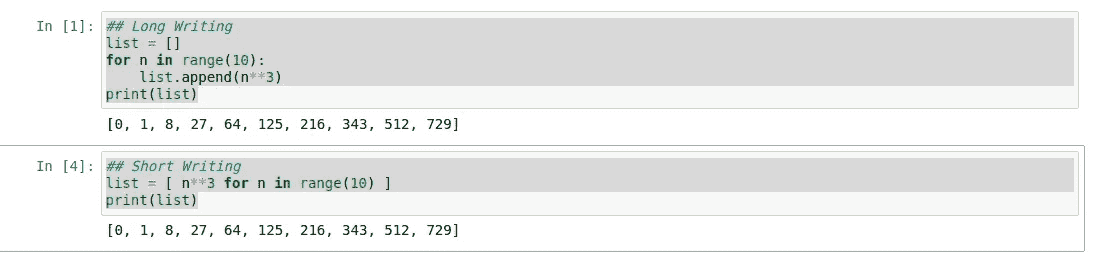 In [1]: ## Long Writing
list = []
for n in range(10):
    list.append(n**3)
print(list)
[0, 1, 8, 27, 64, 125, 216, 343, 512, 729]
In [4]: ## Short Writing
list = [ n**3 for n in range(10) ]
print(list)
[0, 1, 8, 27, 64, 125, 216, 343, 512, 729]